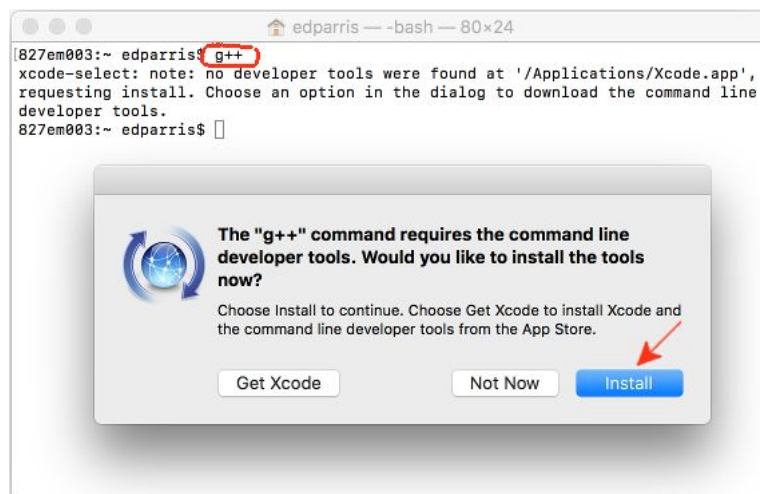 edparris — -bash — 80×24
[827em003:~ edparris$ g++
xcode-select: note: no developer tools were found at '/Applications/Xcode.app',
requesting install. Choose an option in the dialog to download the command line
developer tools.
827em003:~ edparris$
The "g++" command requires the command line
developer tools. Would you like to install the tools
now?
Choose Install to continue. Choose Get Xcode to install Xcode and
the command line developer tools from the App Store.
Get Xcode Not Now Install